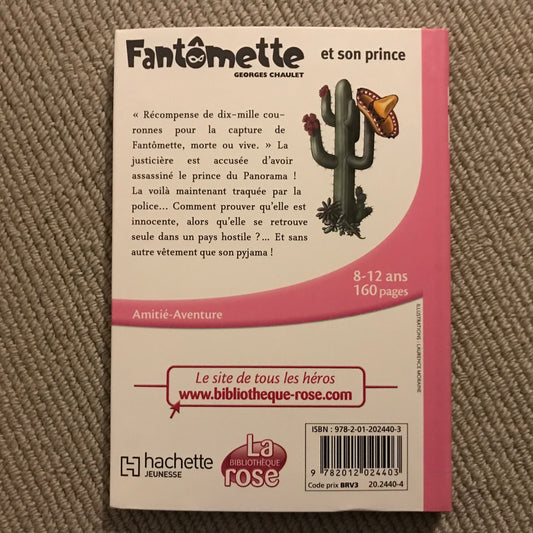 Fantômette et son prince
GEORGES CHAULET
« Récompense de dix-mille cou-
ronnes pour la capture de
Fantômette, morte ou vive. » La
justicière est accusée d'avoir
assassiné le prince du Panorama !
La voilà maintenant traquée par la
police... Comment prouver qu'elle est
innocente, alors qu'elle se retrouve
seule dans un pays hostile ?... Et sans
autre vêtement que son pyjama !
8-12 ans
160 pages
Amitié-Aventure
ILLUSTRATIONS : LAURENCE MORAINE
Le site de tous les héros
www.bibliotheque-rose.com
hachette
JEUNESSE
La
BIBLIOTHÈQUE
rose
ISBN : 978-2-01-202440-3
9 782012 024403
Code prix BRV3 20.2440-4